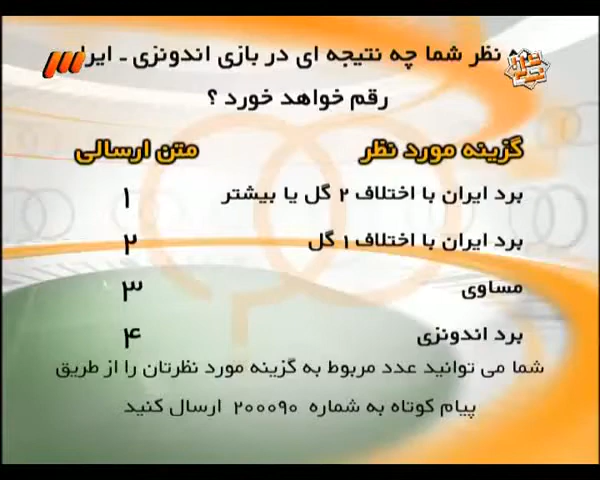 نظر شما چه نتیجه ای در بازی اندونزی - ایران
رقم خواهد خورد ؟
گزینه مورد نظر متن ارسالی
برد ایران با اختلاف ۲ گل یا بیشتر ۱
برد ایران با اختلاف ۱ گل ۲
مساوی ۳
برد اندونزی ۴
شما می توانید عدد مربوط به گزینه مورد نظرتان را از طریق
پیام کوتاه به شماره ۲۰۰۰۹۰ ارسال کنید